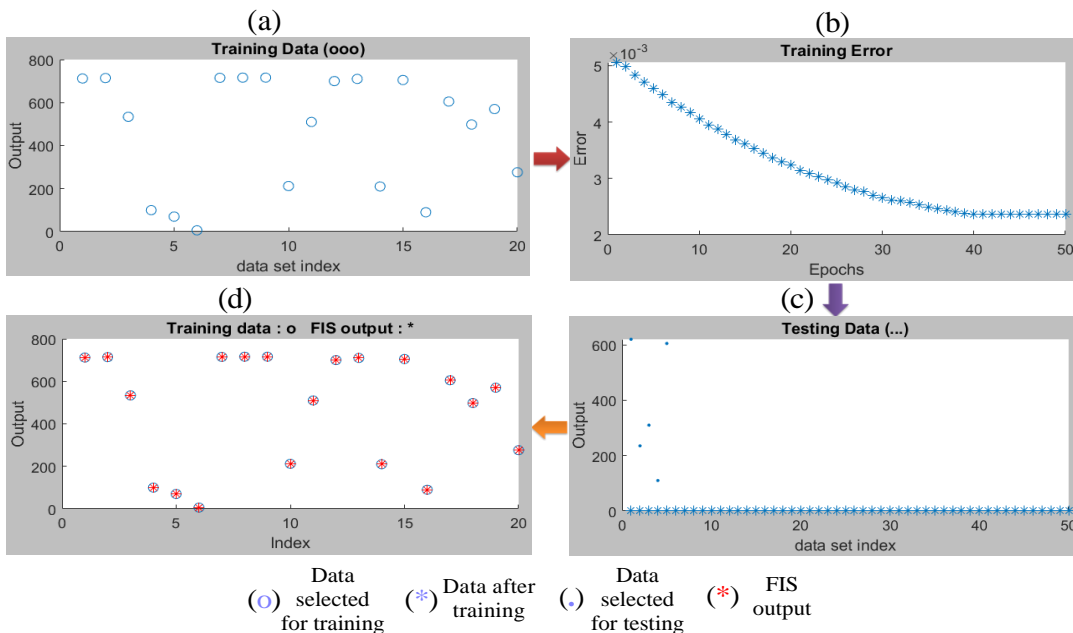 (a)
Training Data (ooo)
800
600
400
200
0
Output
0 5 10 15 20
data set index
(b)
Training Error
×10⁻³
5
4
3
2
Error
0 10 20 30 40 50
Epochs
(c)
Testing Data (...)
600
400
200
0
Output
0 10 20 30 40 50
data set index
(d)
Training data : o FIS output : *
800
600
400
200
0
Output
0 5 10 15 20
Index
(o) Data
selected
for training
(*) Data after
training
(.) Data
selected
for testing
(*) FIS
output